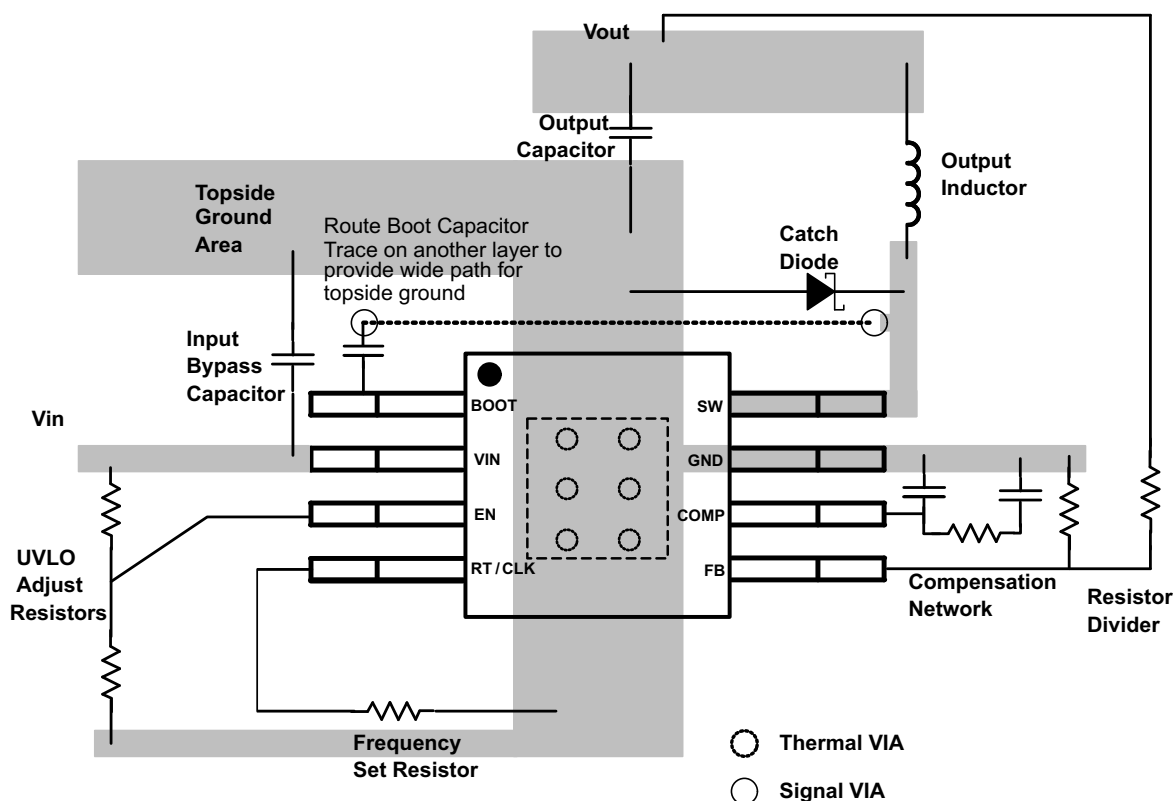 Vout
Output
Capacitor
Output
Inductor
Topside
Ground
Area
Route Boot Capacitor
Trace on another layer to
provide wide path for
topside ground
Catch
Diode
Input
Bypass
Capacitor
Vin
BOOT
VIN
EN
RT / CLK
SW
GND
COMP
FB
UVLO
Adjust
Resistors
Compensation
Network
Resistor
Divider
Frequency
Set Resistor
Thermal VIA
Signal VIA